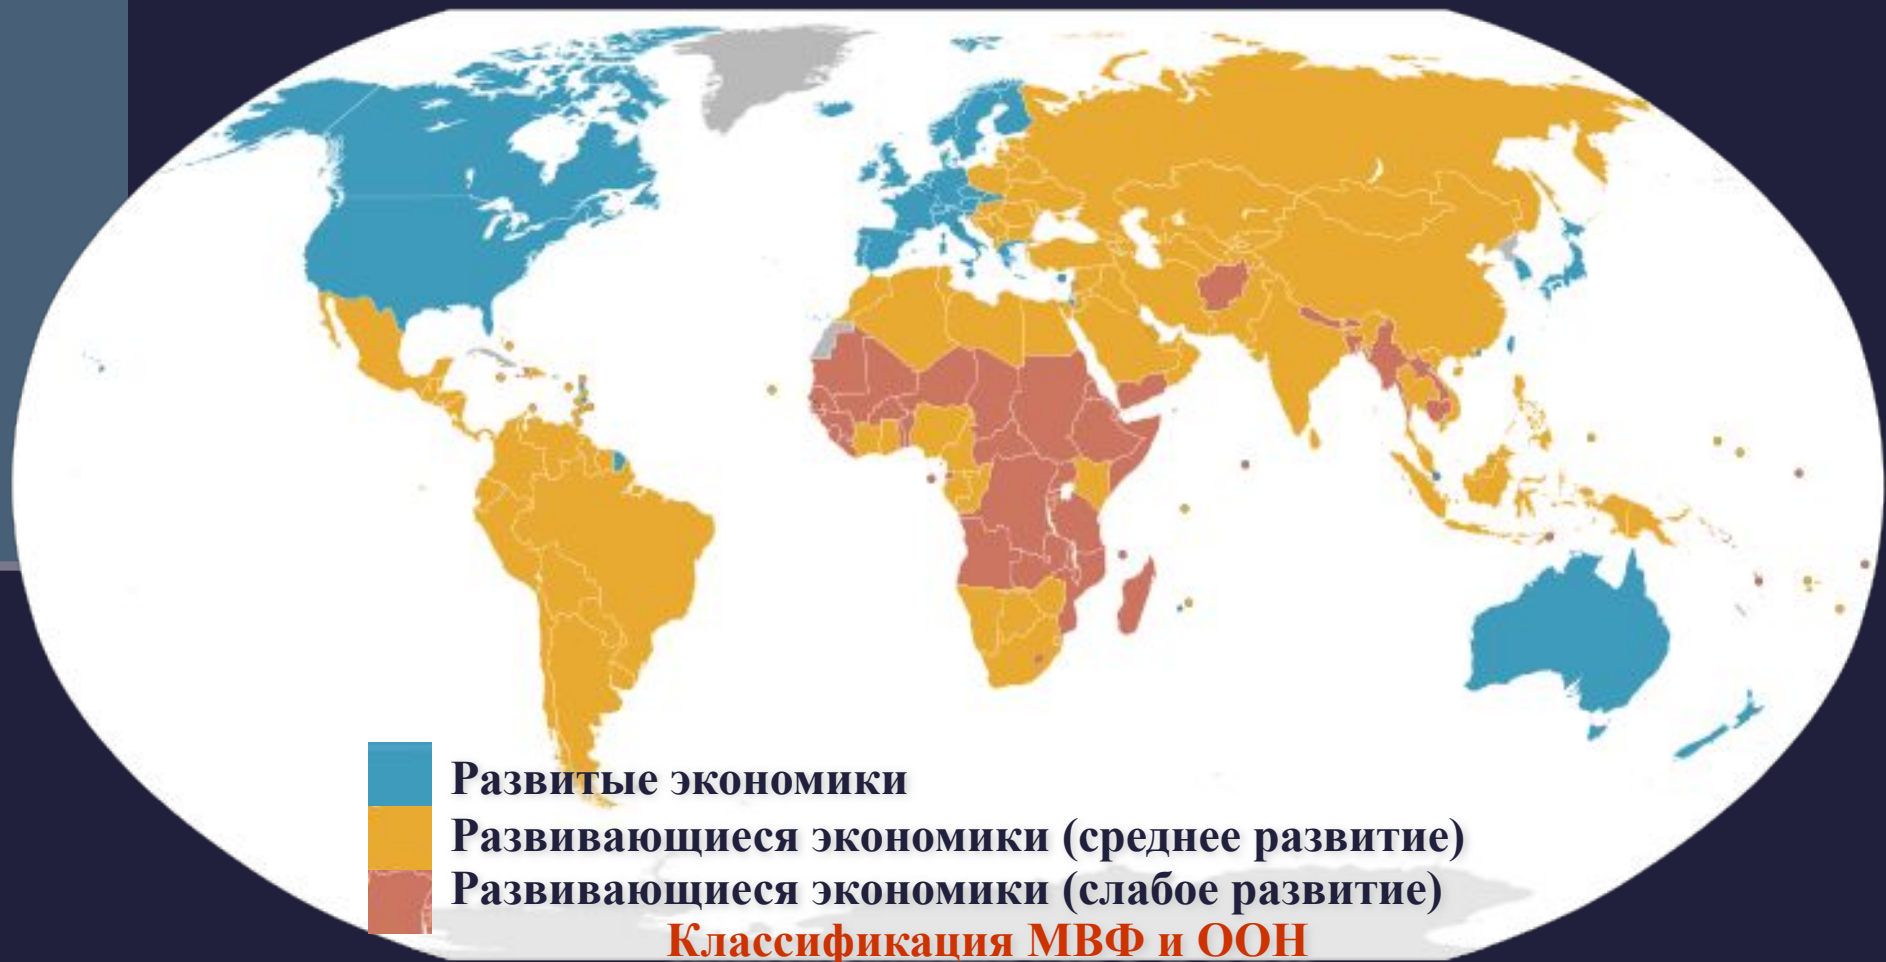 Развитые экономики
Развивающиеся экономики (среднее развитие)
Развивающиеся экономики (слабое развитие)
Классификация МВФ и ООН